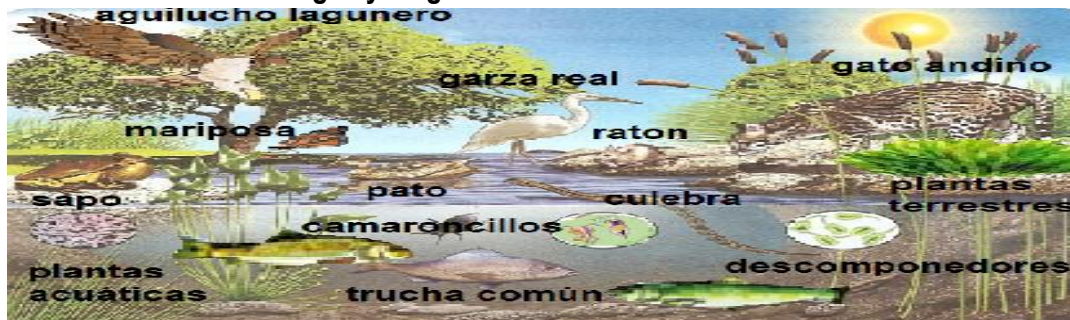 aguilucho lagunero
garza real
gato andino
mariposa
raton
sapo
pato
culebra
plantas
terrestres
camaroncillos
plantas
acuáticas
trucha común
descomponedores